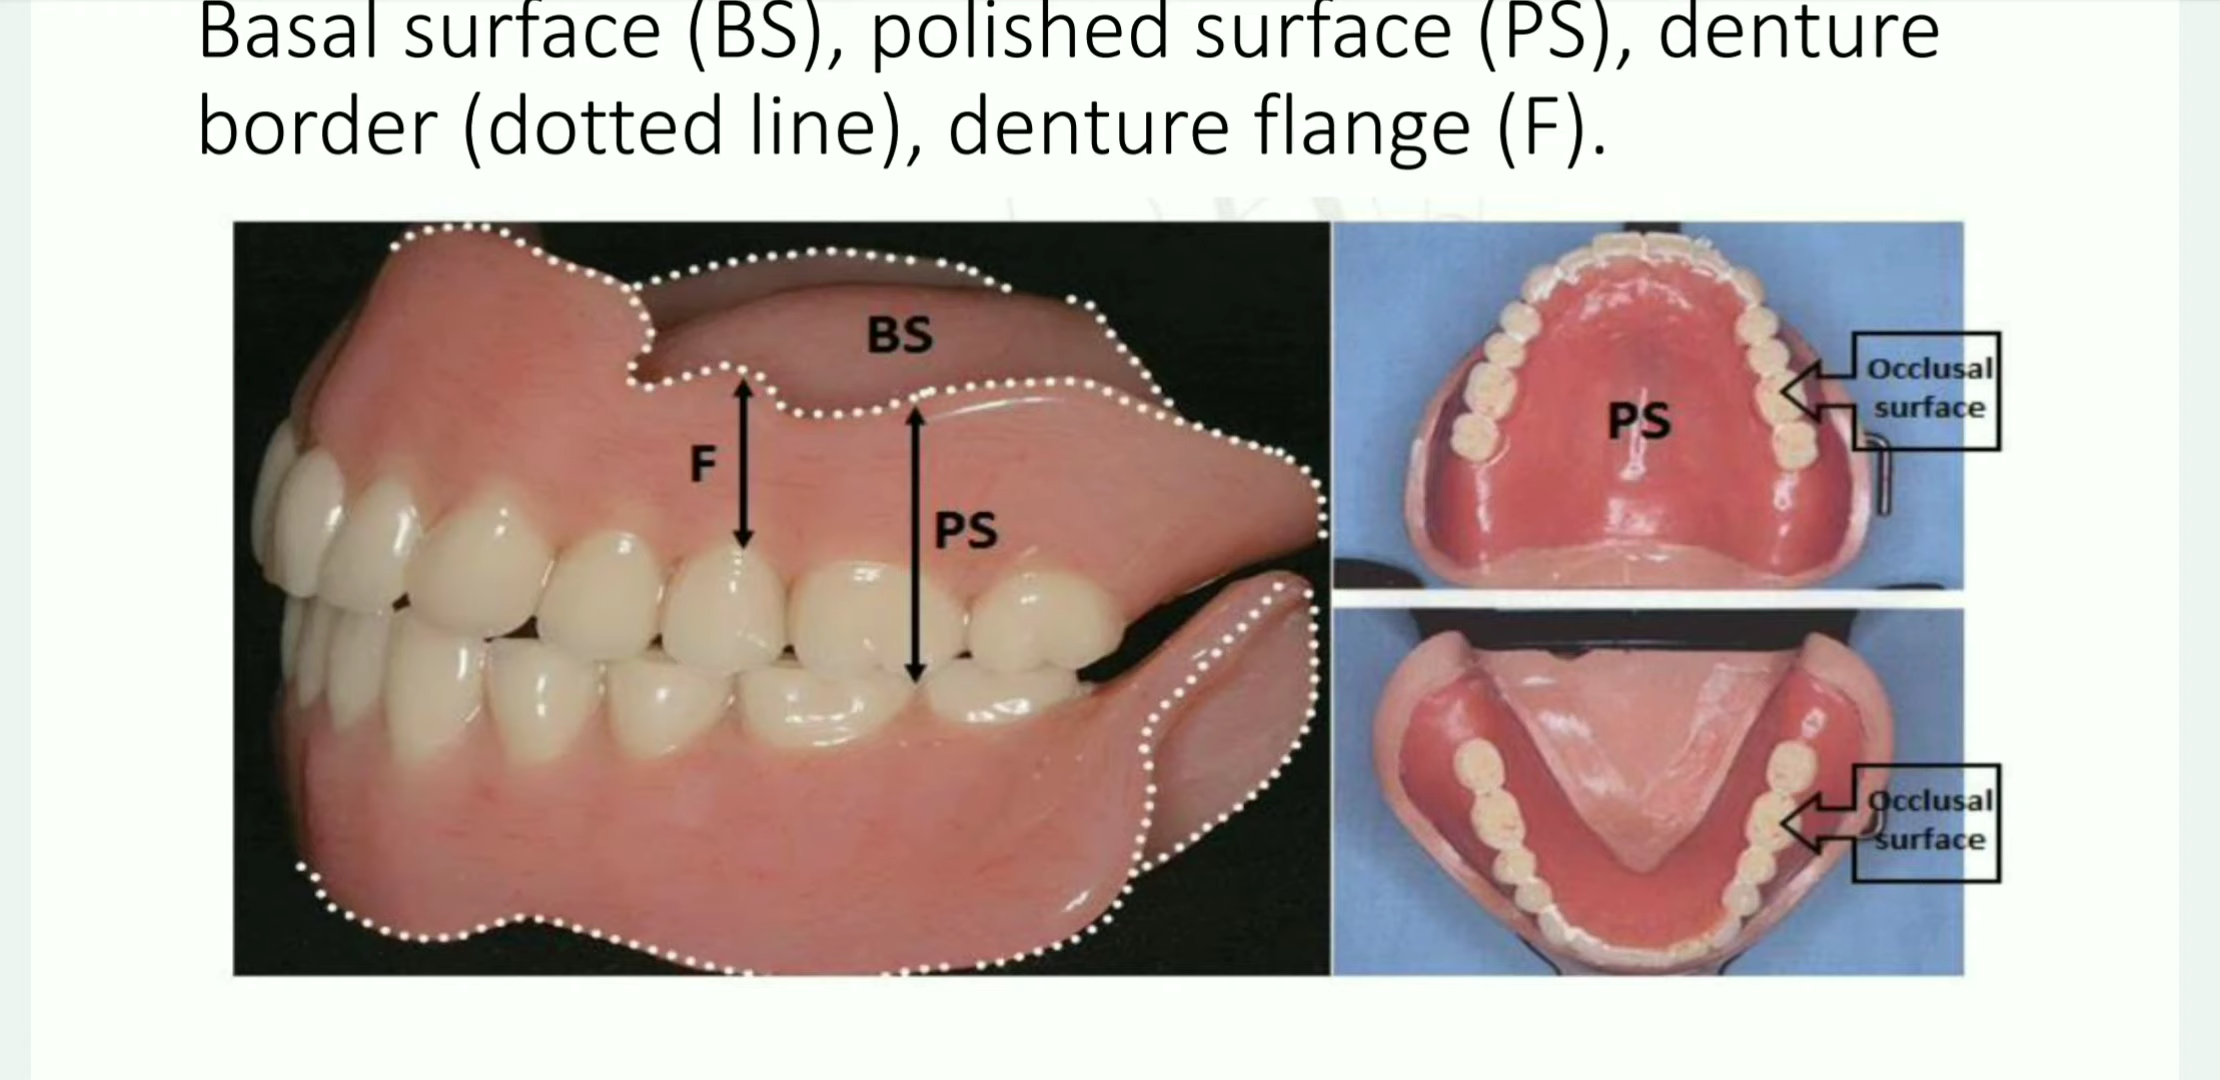 Basal surface (BS), polished surface (PS), denture
border (dotted line), denture flange (F).
BS
F
PS
PS
Occlusal
surface
Occlusal
surface